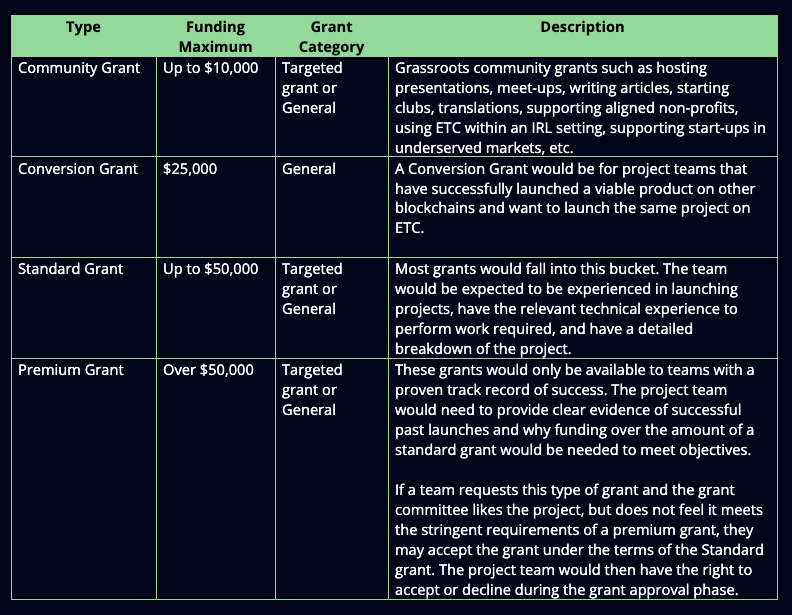 Type
Funding
Maximum
Grant
Category
Description
Community Grant
Up to $10,000
Targeted
grant or
General
Grassroots community grants such as hosting
presentations, meet-ups, writing articles, starting
clubs, translations, supporting aligned non-profits,
using ETC within an IRL setting, supporting start-ups in
underserved markets, etc.
Conversion Grant
$25,000
General
A Conversion Grant would be for project teams that
have successfully launched a viable product on other
blockchains and want to launch the same project on
ETC.
Standard Grant
Up to $50,000
Targeted
grant or
General
Most grants would fall into this bucket. The team
would be expected to be experienced in launching
projects, have the relevant technical experience to
perform work required, and have a detailed
breakdown of the project.
Premium Grant
Over $50,000
Targeted
grant or
General
These grants would only be available to teams with a
proven track record of success. The project team
would need to provide clear evidence of successful
past launches and why funding over the amount of a
standard grant would be needed to meet objectives.
If a team requests this type of grant and the grant
committee likes the project, but does not feel it meets
the stringent requirements of a premium grant, they
may accept the grant under the terms of the Standard
grant. The project team would then have the right to
accept or decline during the grant approval phase.